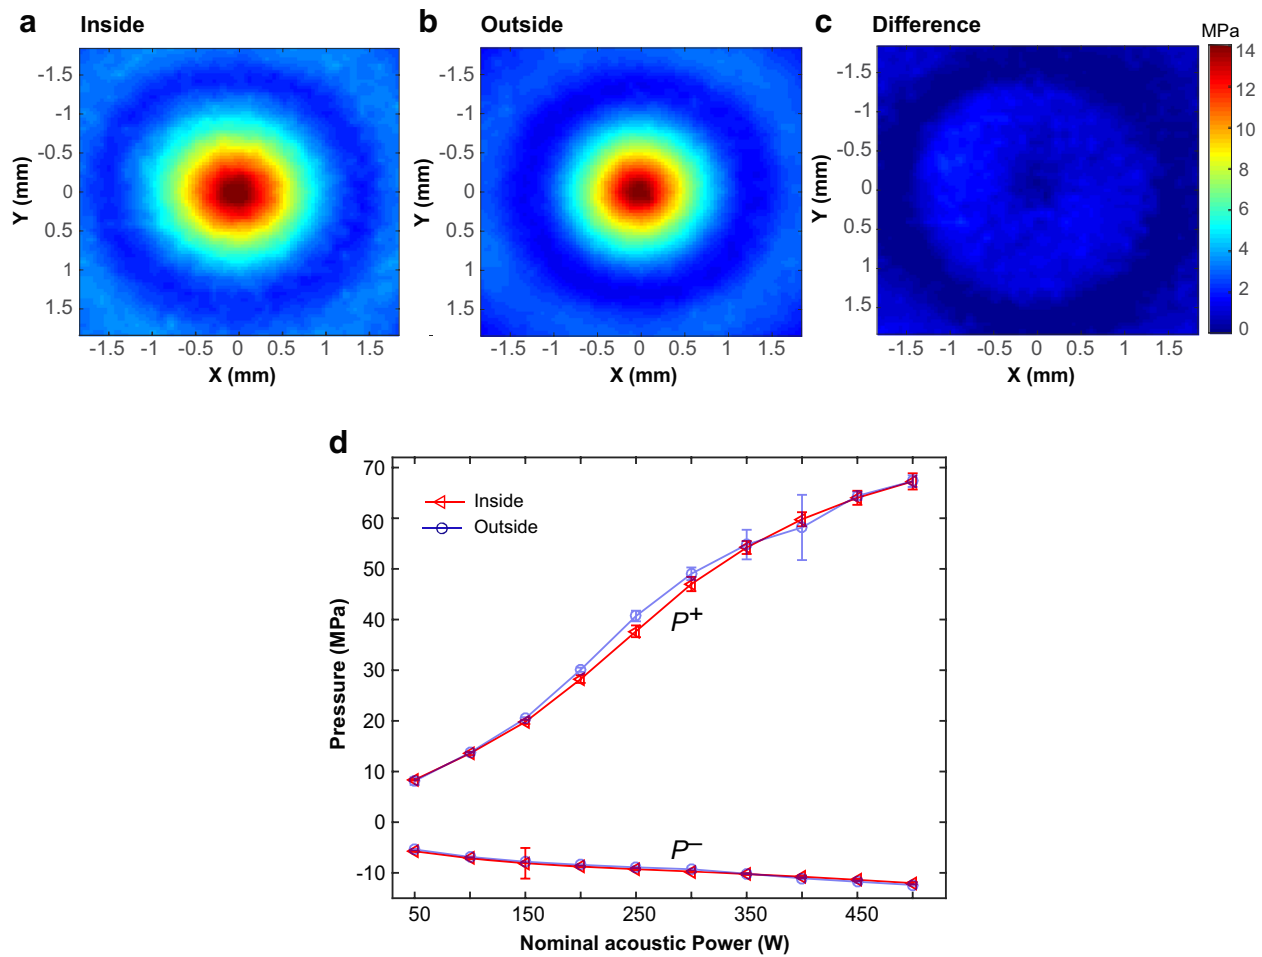 a Inside
b Outside
c Difference
MPa
-1.5
-1
-0.5
0
0.5
1
1.5
Y (mm)
-1.5 -1 -0.5 0 0.5 1 1.5
X (mm)
-1.5
-1
-0.5
0
0.5
1
1.5
Y (mm)
-1.5 -1 -0.5 0 0.5 1 1.5
X (mm)
-1.5
-1
-0.5
0
0.5
1
1.5
Y (mm)
-1.5 -1 -0.5 0 0.5 1 1.5
X (mm)
14
12
10
8
6
4
2
0
d
70
60
50
40
30
20
10
0
-10
Pressure (MPa)
Inside
Outside
P+
P−
50 150 250 350 450
Nominal acoustic Power (W)